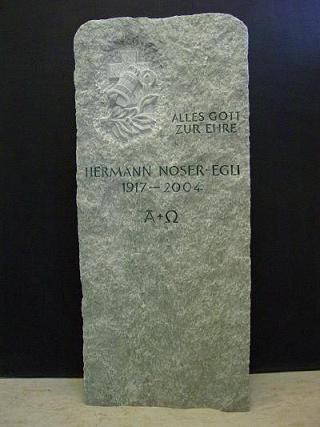 ALLES GOTT
ZUR EHRE
HERMANN NOSER-EGLI
1917-2004
A+Ω